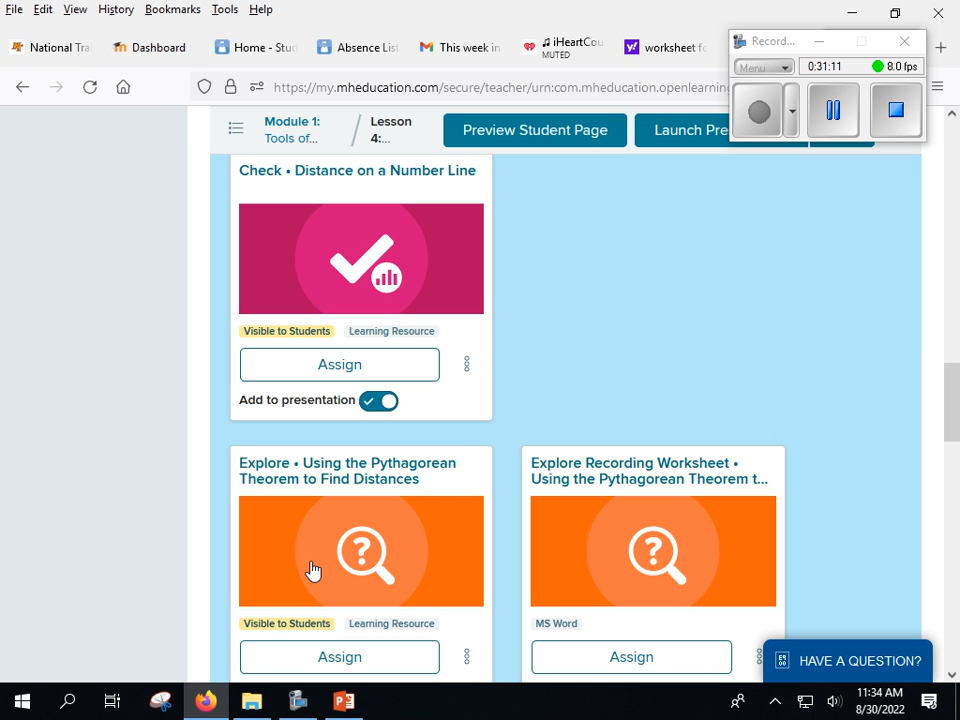 File Edit View History Bookmarks Tools Help
National Tra
Dashboard
Home - Stud
Absence List
This week in
iHeartCou
MUTED
worksheet fo
https://my.mheducation.com/secure/teacher/urn:com.mheducation.openlearning
Record...
Menu
0:31:11
8.0 fps
Module 1:
Tools of...
Lesson
4:...
Preview Student Page
Launch Pre
Check • Distance on a Number Line
Visible to Students
Learning Resource
Assign
Add to presentation
Explore • Using the Pythagorean
Theorem to Find Distances
Visible to Students
Learning Resource
Assign
Explore Recording Worksheet •
Using the Pythagorean Theorem t...
MS Word
Assign
HAVE A QUESTION?
11:34 AM
8/30/2022